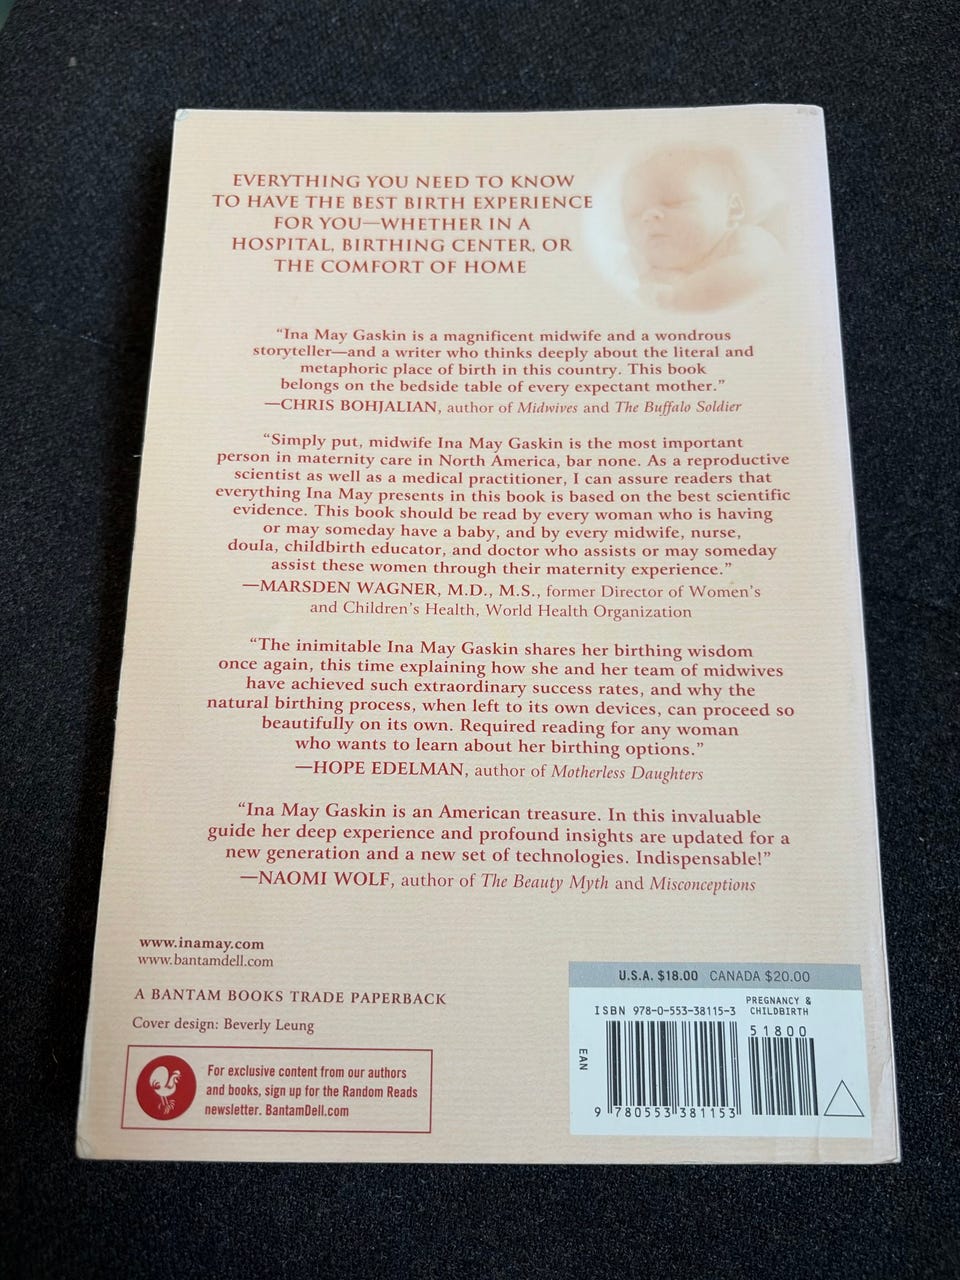 EVERYTHING YOU NEED TO KNOW
TO HAVE THE BEST BIRTH EXPERIENCE
FOR YOU—WHETHER IN A
HOSPITAL, BIRTHING CENTER, OR
THE COMFORT OF HOME
“Ina May Gaskin is a magnificent midwife and a wondrous
storyteller—and a writer who thinks deeply about the literal and
metaphoric place of birth in this country. This book
belongs on the bedside table of every expectant mother.”
—CHRIS BOHJALIAN, author of Midwives and The Buffalo Soldier
“Simply put, midwife Ina May Gaskin is the most important
person in maternity care in North America, bar none. As a reproductive
scientist as well as a medical practitioner, I can assure readers that
everything Ina May presents in this book is based on the best scientific
evidence. This book should be read by every woman who is having
or may someday have a baby, and by every midwife, nurse,
doula, childbirth educator, and doctor who assists or may someday
assist these women through their maternity experience.”
—MARSDEN WAGNER, M.D., M.S., former Director of Women’s
and Children’s Health, World Health Organization
“The inimitable Ina May Gaskin shares her birthing wisdom
once again, this time explaining how she and her team of midwives
have achieved such extraordinary success rates, and why the
natural birthing process, when left to its own devices, can proceed so
beautifully on its own. Required reading for any woman
who wants to learn about her birthing options.”
—HOPE EDELMAN, author of Motherless Daughters
“Ina May Gaskin is an American treasure. In this invaluable
guide her deep experience and profound insights are updated for a
new generation and a new set of technologies. Indispensable!”
—NAOMI WOLF, author of The Beauty Myth and Misconceptions
www.inamay.com
www.bantamdell.com
A BANTAM BOOKS TRADE PAPERBACK
Cover design: Beverly Leung
For exclusive content from our authors
and books, sign up for the Random Reads
newsletter. BantamDell.com
U.S.A. $18.00 CANADA $20.00
ISBN 978-0-553-38115-3
PREGNANCY &
CHILDBIRTH
51800
EAN
9 780553 381153